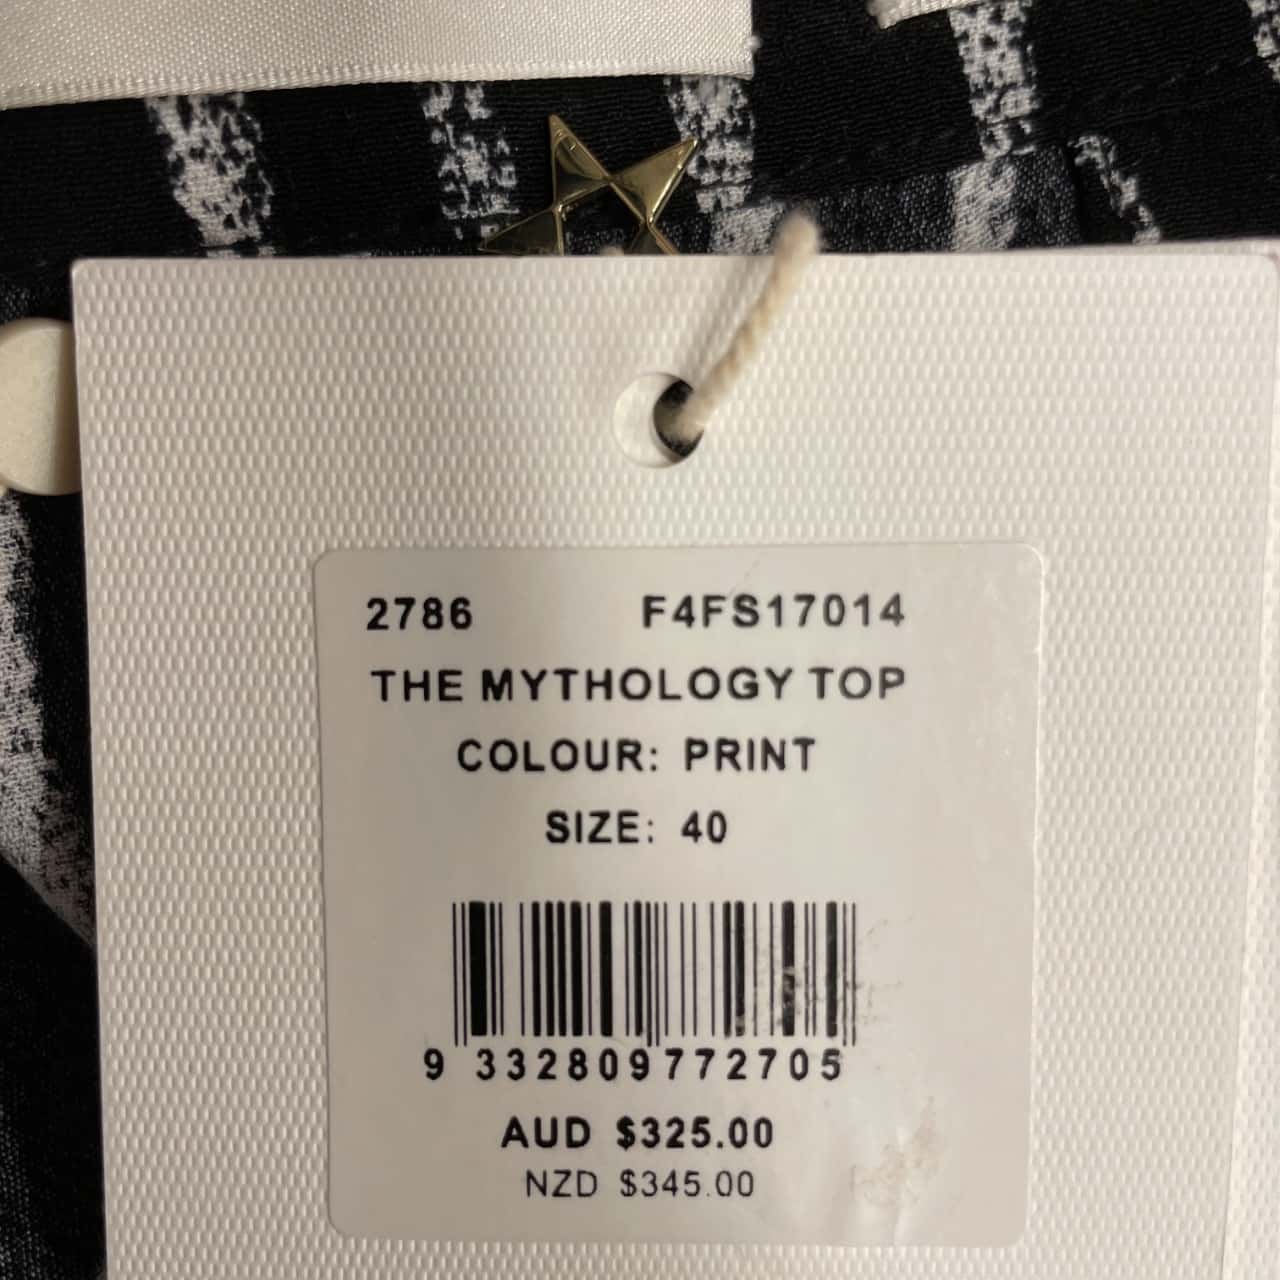 2786 F4FS17014
THE MYTHOLOGY TOP
COLOUR: PRINT
SIZE: 40
9 332809 772705
AUD $325.00
NZD $345.00